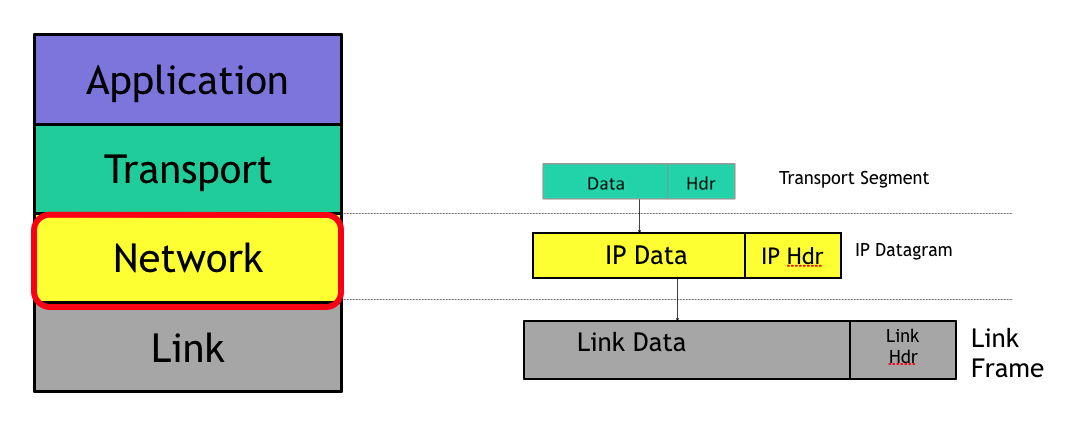 Application
Transport
Network
Link
Data
Hdr
Transport Segment
IP Data
IP Hdr
IP Datagram
Link Data
Link
Hdr
Link
Frame